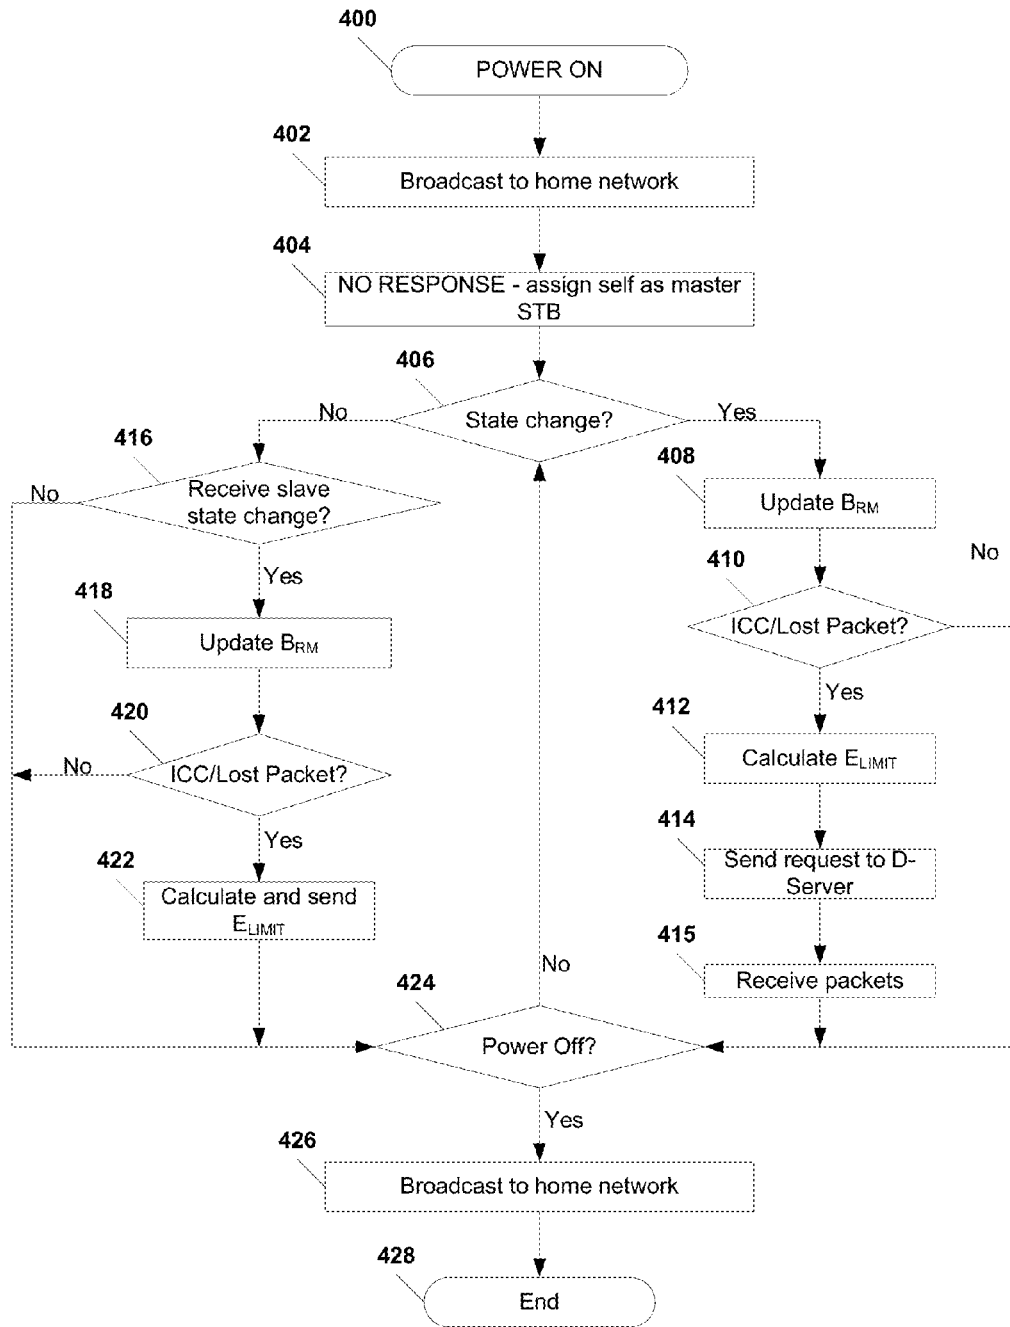 400
POWER ON
402
Broadcast to home network
404
NO RESPONSE - assign self as master
STB
406
State change?
No
Yes
416
Receive slave
state change?
No
Yes
408
Update BRM
No
410
ICC/Lost Packet?
Yes
418
Update BRM
420
ICC/Lost Packet?
No
Yes
412
Calculate ELIMIT
414
Send request to D-
Server
422
Calculate and send
ELIMIT
415
Receive packets
No
424
Power Off?
Yes
426
Broadcast to home network
428
End